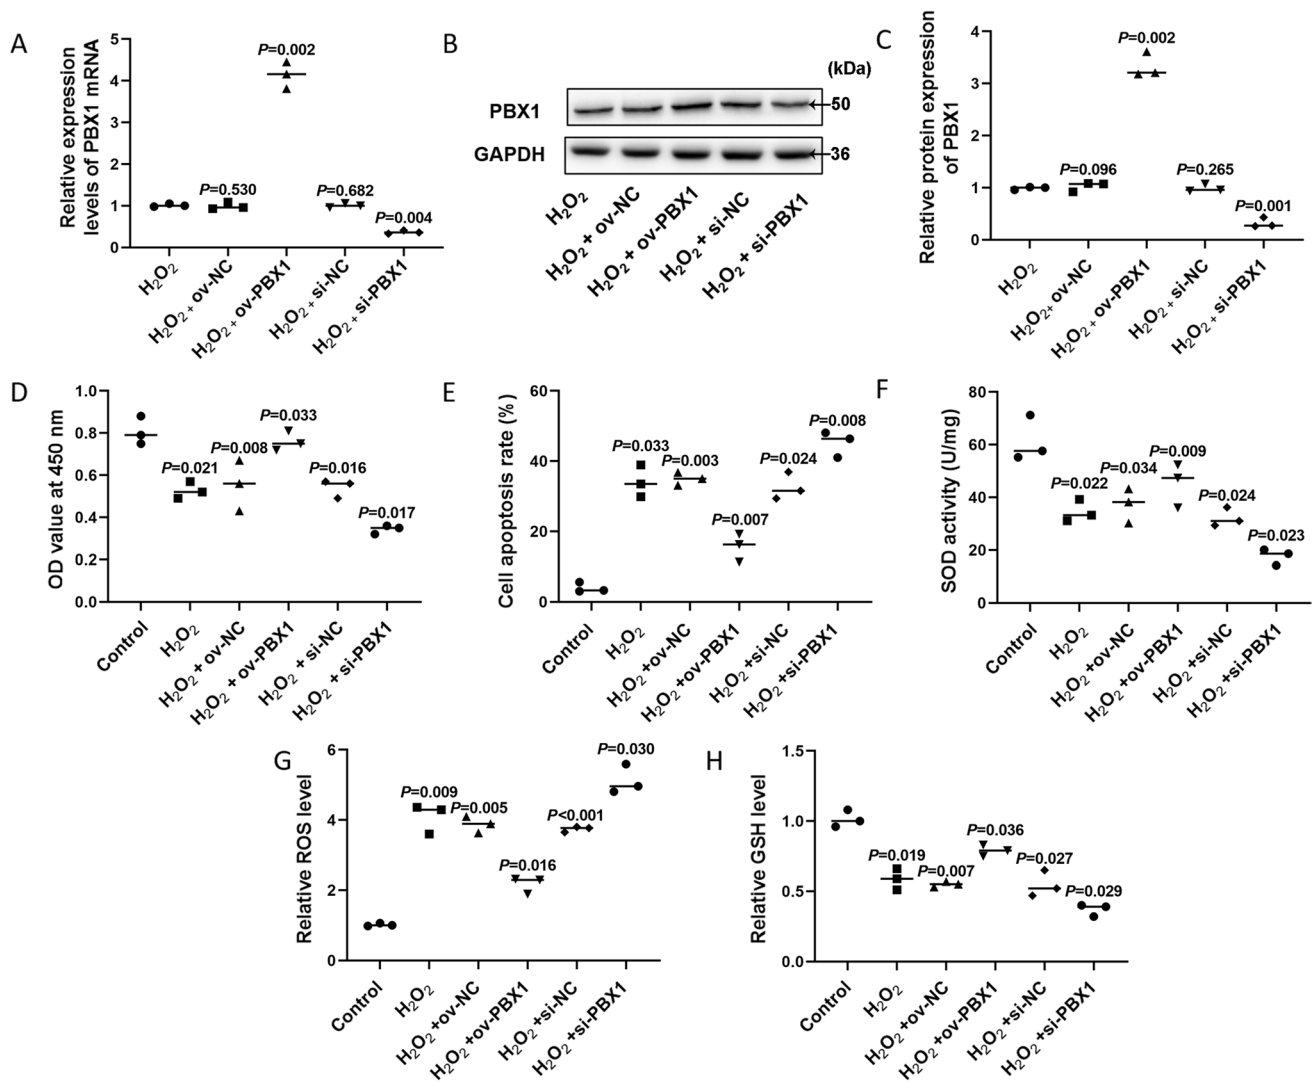 A
Relative expression
levels of PBX1 mRNA
5
4
3
2
1
0
P=0.530
P=0.002
P=0.682
P=0.004
H2O2
H2O2 + ov-NC
H2O2 + ov-PBX1
H2O2 + si-NC
H2O2 + si-PBX1
B
(kDa)
PBX1
50
GAPDH
36
H2O2
H2O2 + ov-NC
H2O2 + ov-PBX1
H2O2 + si-NC
H2O2 + si-PBX1
C
Relative protein expression
of PBX1
4
3
2
1
0
P=0.096
P=0.002
P=0.265
P=0.001
H2O2
H2O2+ ov-NC
H2O2 + ov-PBX1
H2O2 + si-NC
H2O2 + si-PBX1
D
OD value at 450 nm
1.0
0.8
0.6
0.4
0.2
0.0
P=0.021
P=0.008
P=0.033
P=0.016
P=0.017
Control
H2O2
H2O2 + ov-NC
H2O2 + ov-PBX1
H2O2 + si-NC
H2O2 + si-PBX1
E
Cell apoptosis rate (%)
60
40
20
0
P=0.033
P=0.003
P=0.007
P=0.024
P=0.008
Control
H2O2
H2O2 +ov-NC
H2O2 +ov-PBX1
H2O2 +si-NC
H2O2 +si-PBX1
F
SOD activity (U/mg)
80
60
40
20
0
P=0.022
P=0.034
P=0.009
P=0.024
P=0.023
Control
H2O2
H2O2 +ov-NC
H2O2 +ov-PBX1
H2O2 +si-NC
H2O2 +si-PBX1
G
Relative ROS level
6
4
2
0
P=0.009
P=0.005
P=0.016
P<0.001
P=0.030
Control
H2O2
H2O2 +ov-NC
H2O2 +ov-PBX1
H2O2 +si-NC
H2O2 +si-PBX1
H
Relative GSH level
1.5
1.0
0.5
0.0
P=0.019
P=0.007
P=0.036
P=0.027
P=0.029
Control
H2O2
H2O2 +ov-NC
H2O2 +ov-PBX1
H2O2 +si-NC
H2O2 +si-PBX1